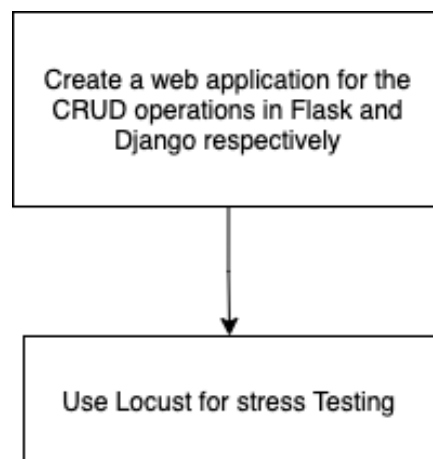 Create a web application for the
CRUD operations in Flask and
Django respectively
Use Locust for stress Testing